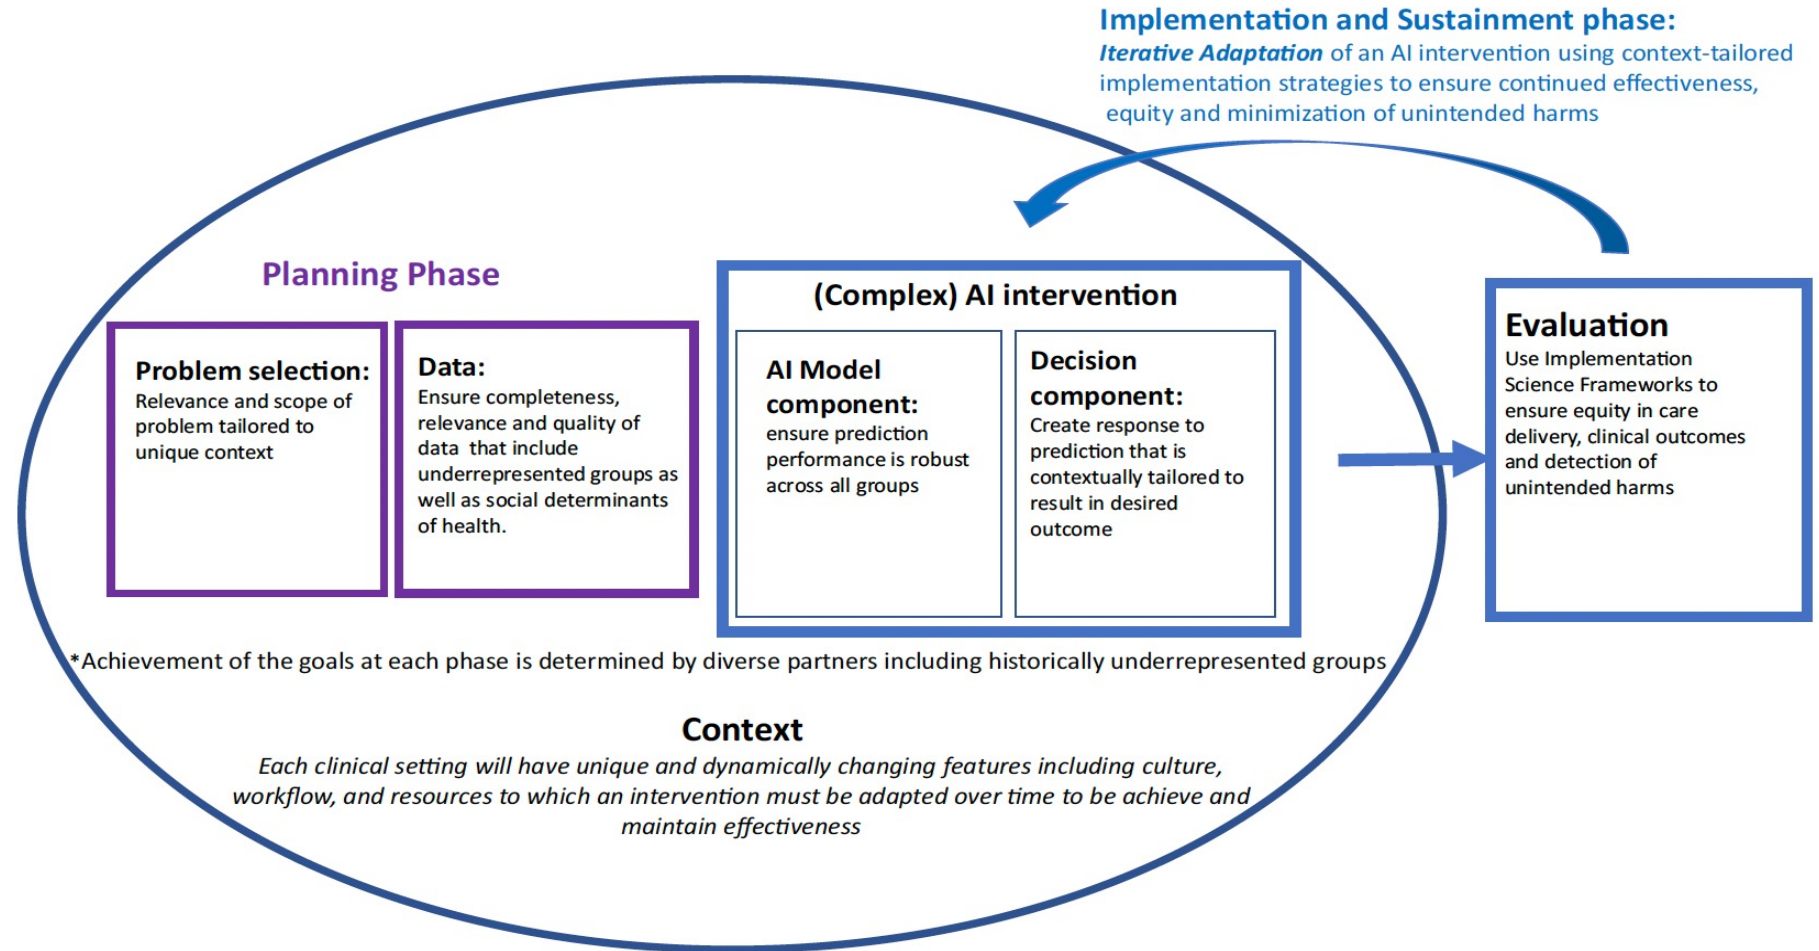 Implementation and Sustainment phase:
Iterative Adaptation of an AI intervention using context-tailored
implementation strategies to ensure continued effectiveness,
equity and minimization of unintended harms
Planning Phase
Problem selection:
Relevance and scope of
problem tailored to
unique context
Data:
Ensure completeness,
relevance and quality of
data that include
underrepresented groups as
well as social determinants
of health.
(Complex) AI intervention
AI Model
component:
ensure prediction
performance is robust
across all groups
Decision
component:
Create response to
prediction that is
contextually tailored to
result in desired
outcome
Evaluation
Use Implementation
Science Frameworks to
ensure equity in care
delivery, clinical outcomes
and detection of
unintended harms
*Achievement of the goals at each phase is determined by diverse partners including historically underrepresented groups
Context
Each clinical setting will have unique and dynamically changing features including culture,
workflow, and resources to which an intervention must be adapted over time to be achieve and
maintain effectiveness